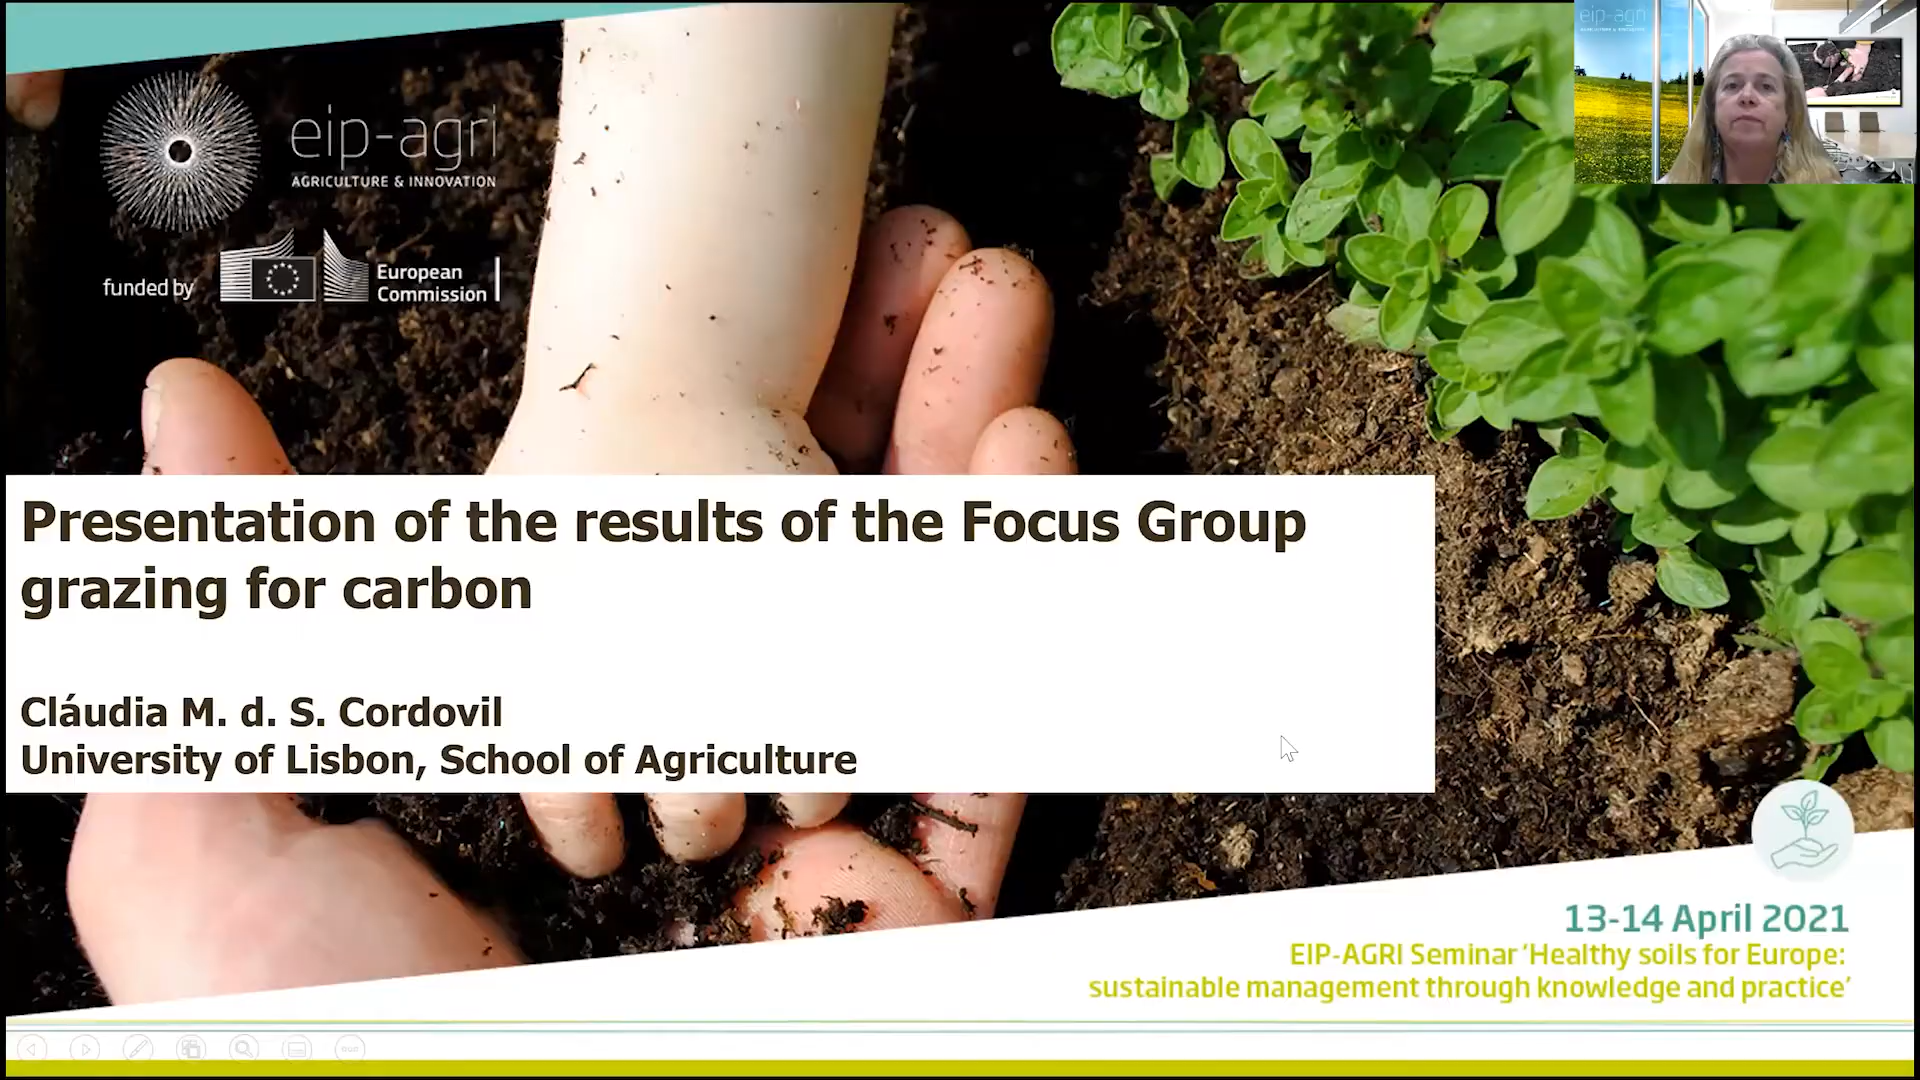 eip-agri
AGRICULTURE & INNOVATION
funded by
European
Commission
eip-agri
Presentation of the results of the Focus Group
grazing for carbon
Cláudia M. d. S. Cordovil
University of Lisbon, School of Agriculture
13-14 April 2021
EIP-AGRI Seminar ‘Healthy soils for Europe:
sustainable management through knowledge and practice’